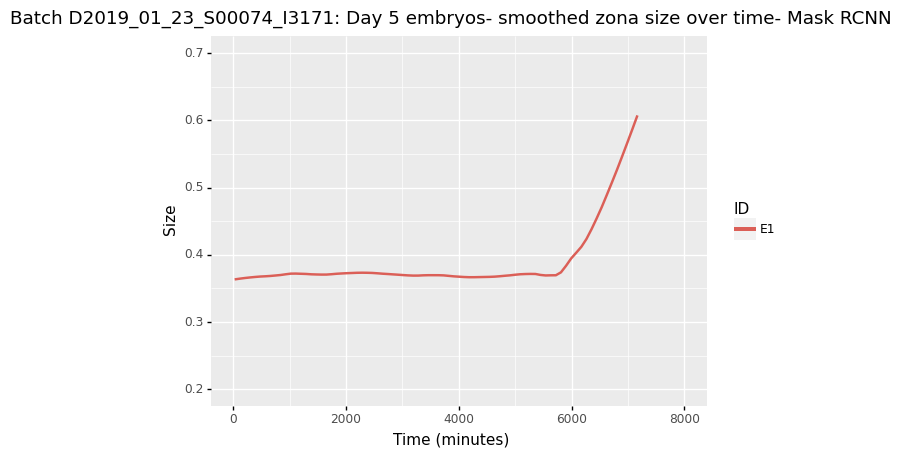 Batch D2019_01_23_S00074_I3171: Day 5 embryos- smoothed zona size over time- Mask RCNN
0.7
0.6
0.5
0.4
0.3
0.2
Size
0 2000 4000 6000 8000
Time (minutes)
ID
E1